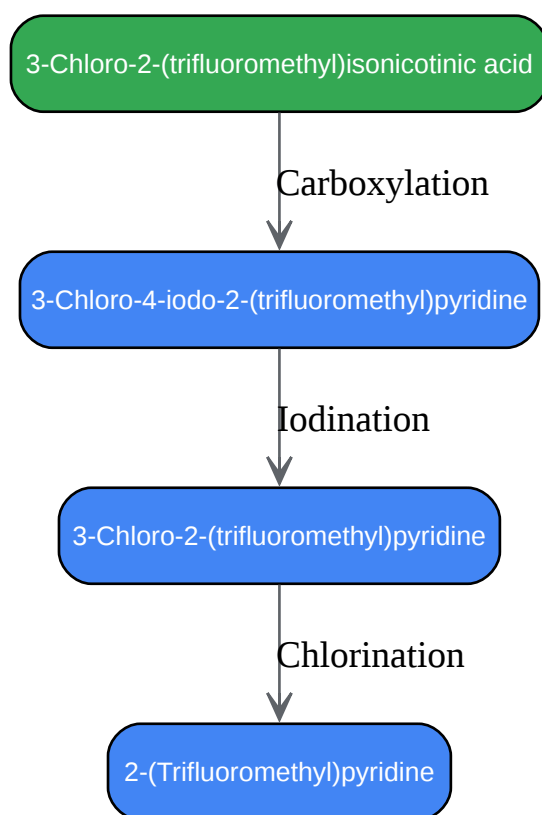 3-Chloro-2-(trifluoromethyl)isonicotinic acid
Carboxylation
3-Chloro-4-iodo-2-(trifluoromethyl)pyridine
Iodination
3-Chloro-2-(trifluoromethyl)pyridine
Chlorination
2-(Trifluoromethyl)pyridine